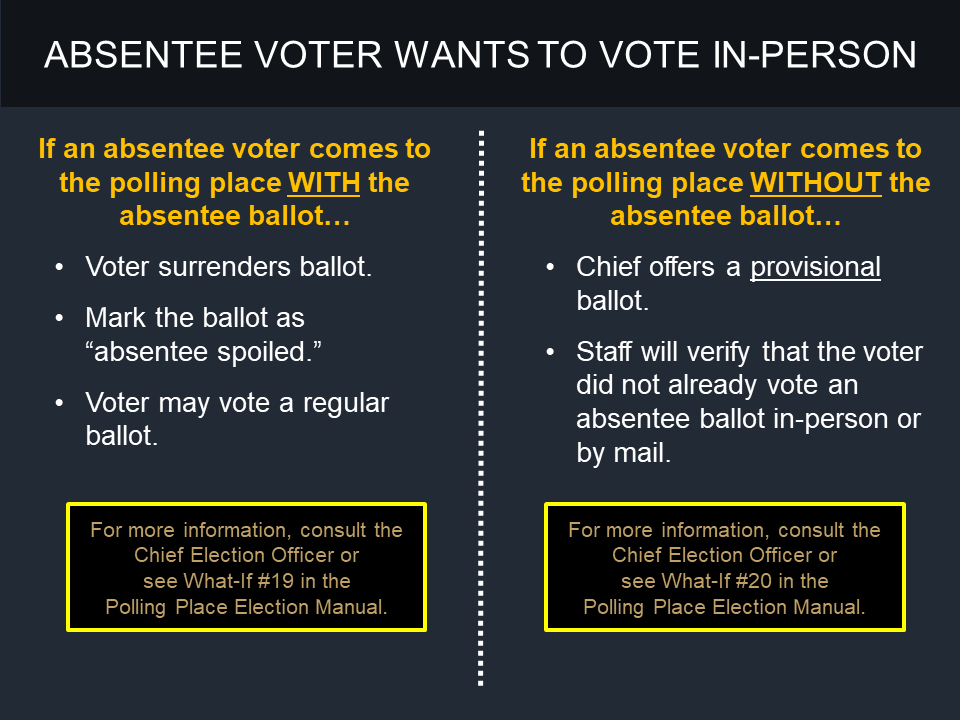 ABSENTEE VOTER WANTS TO VOTE IN-PERSON
If an absentee voter comes to
the polling place WITH the
absentee ballot…
• Voter surrenders ballot.
• Mark the ballot as
“absentee spoiled.”
• Voter may vote a regular
ballot.
For more information, consult the
Chief Election Officer or
see What-If #19 in the
Polling Place Election Manual.
If an absentee voter comes to
the polling place WITHOUT the
absentee ballot…
• Chief offers a provisional
ballot.
• Staff will verify that the voter
did not already vote an
absentee ballot in-person or
by mail.
For more information, consult the
Chief Election Officer or
see What-If #20 in the
Polling Place Election Manual.